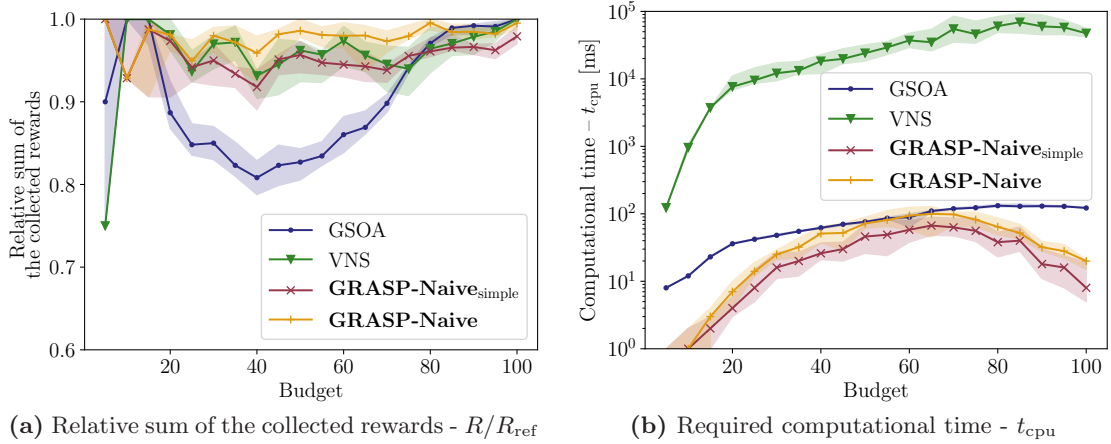 Relative sum of
the collected rewards
1.0
0.9
0.8
0.7
0.6
GSOA
VNS
GRASP-Naive_simple
GRASP-Naive
20
40
60
80
100
Budget
(a) Relative sum of the collected rewards - R/R_ref
Computational time – t_cpu [ms]
10^5
10^4
10^3
10^2
10^1
10^0
GSOA
VNS
GRASP-Naive_simple
GRASP-Naive
20
40
60
80
100
Budget
(b) Required computational time - t_cpu